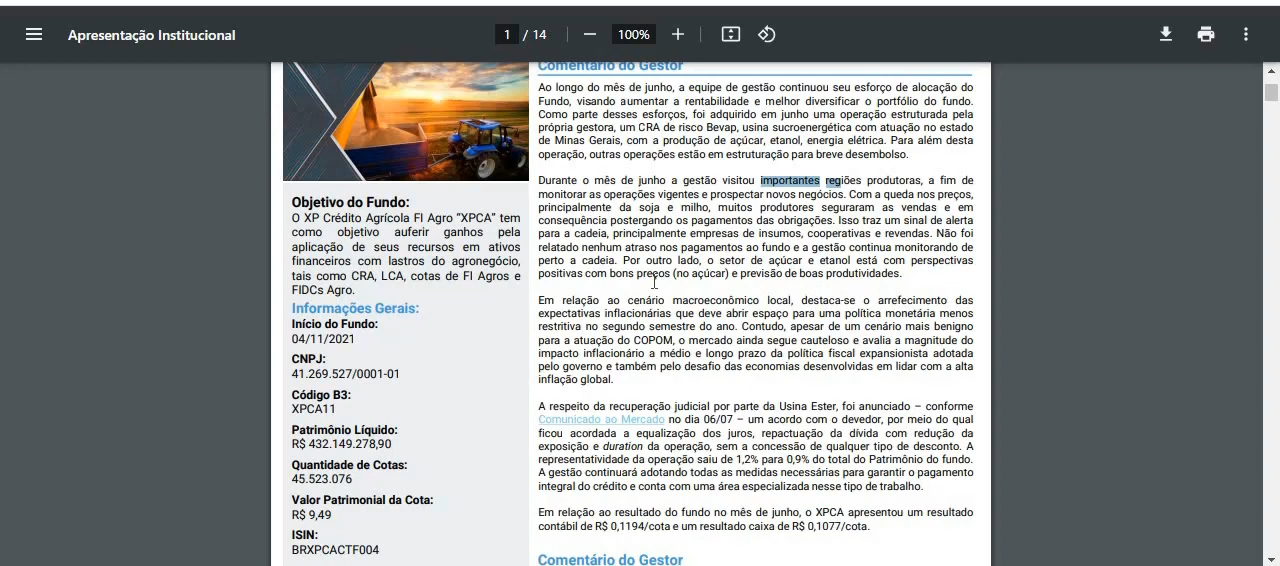 Apresentação Institucional
1 / 14
100%
Objetivo do Fundo:
O XP Crédito Agrícola FI Agro “XPCA” tem
como objetivo auferir ganhos pela
aplicação de seus recursos em ativos
financeiros com lastros do agronegócio,
tais como CRA, LCA, cotas de FI Agros e
FIDCs Agro.
Informações Gerais:
Início do Fundo:
04/11/2021
CNPJ:
41.269.527/0001-01
Código B3:
XPCA11
Patrimônio Líquido:
R$ 432.149.278,90
Quantidade de Cotas:
45.523.076
Valor Patrimonial da Cota:
R$ 9,49
ISIN:
BRXPCACTF004
Comentário do Gestor
Ao longo do mês de junho, a equipe de gestão continuou seu esforço de alocação do
Fundo, visando aumentar a rentabilidade e melhor diversificar o portfólio do fundo.
Como parte desses esforços, foi adquirido em junho uma operação estruturada pela
própria gestora, um CRA de risco Bevap, usina sucroenergética com atuação no estado
de Minas Gerais, com a produção de açúcar, etanol, energia elétrica. Para além desta
operação, outras operações estão em estruturação para breve desembolso.
Durante o mês de junho a gestão visitou importantes regiões produtoras, a fim de
monitorar as operações vigentes e prospectar novos negócios. Com a queda nos preços,
principalmente da soja e milho, muitos produtores seguraram as vendas e em
consequência postergando os pagamentos das obrigações. Isso traz um sinal de alerta
para a cadeia, principalmente empresas de insumos, cooperativas e revendas. Não foi
relatado nenhum atraso nos pagamentos ao fundo e a gestão continua monitorando de
perto a cadeia. Por outro lado, o setor de açúcar e etanol está com perspectivas
positivas com bons preços (no açúcar) e previsão de boas produtividades.
Em relação ao cenário macroeconômico local, destaca-se o arrefecimento das
expectativas inflacionárias que deve abrir espaço para uma política monetária menos
restritiva no segundo semestre do ano. Contudo, apesar de um cenário mais benigno
para a atuação do COPOM, o mercado ainda segue cauteloso e avalia a magnitude do
impacto inflacionário a médio e longo prazo da política fiscal expansionista adotada
pelo governo e também pelo desafio das economias desenvolvidas em lidar com a alta
inflação global.
A respeito da recuperação judicial por parte da Usina Ester, foi anunciado – conforme
Comunicado ao Mercado no dia 06/07 – um acordo com o devedor, por meio do qual
ficou acordada a equalização dos juros, repactuação da dívida com redução da
exposição e duration da operação, sem a concessão de qualquer tipo de desconto. A
representatividade da operação saiu de 1,2% para 0,9% do total do Patrimônio do fundo.
A gestão continuará adotando todas as medidas necessárias para garantir o pagamento
integral do crédito e conta com uma área especializada nesse tipo de trabalho.
Em relação ao resultado do fundo no mês de junho, o XPCA apresentou um resultado
contábil de R$ 0,1194/cota e um resultado caixa de R$ 0,1077/cota.
Comentário do Gestor